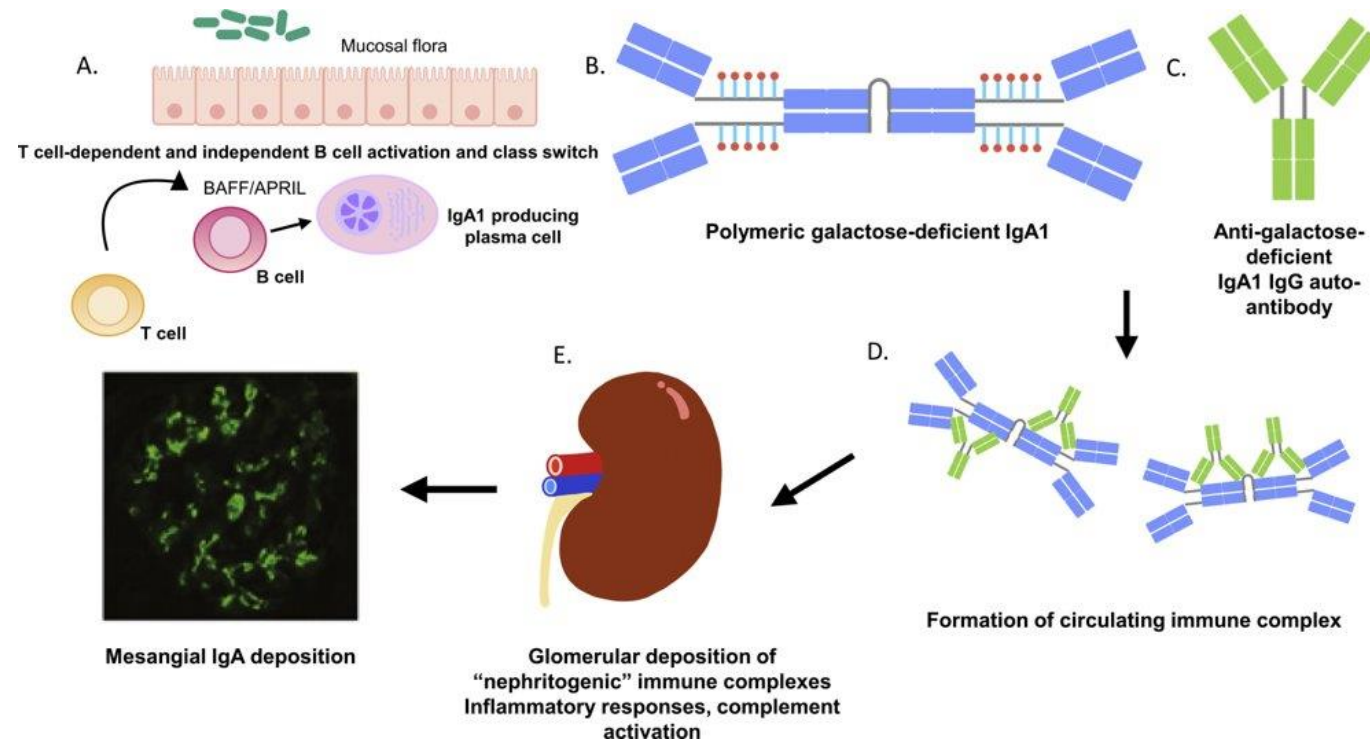 A.
Mucosal flora
T cell-dependent and independent B cell activation and class switch
BAFF/APRIL
B cell
IgA1 producing
plasma cell
T cell
B.
Polymeric galactose-deficient IgA1
C.
Anti-galactose-
deficient
IgA1 IgG auto-
antibody
D.
Formation of circulating immune complex
E.
Glomerular deposition of
“nephritogenic” immune complexes
Inflammatory responses, complement
activation
Mesangial IgA deposition